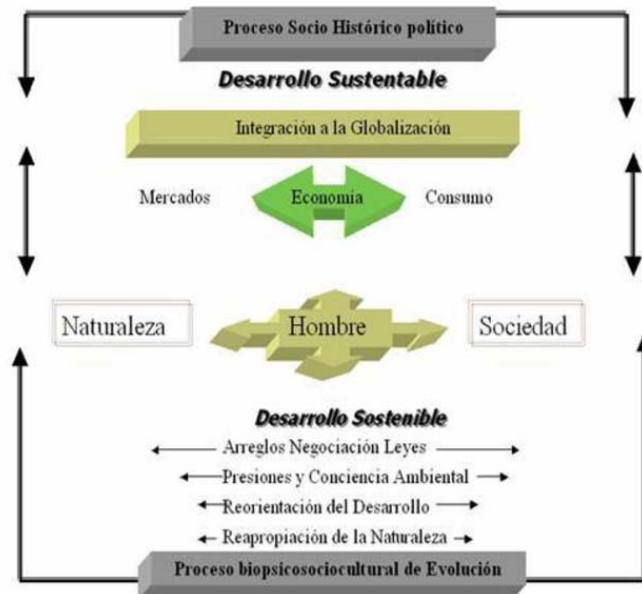 Proceso Socio Histórico político
Desarrollo Sustentable
Integración a la Globalización
Mercados
Economía
Consumo
Naturaleza
Hombre
Sociedad
Desarrollo Sostenible
Arreglos Negociación Leyes
Presiones y Conciencia Ambiental
Reorientación del Desarrollo
Reapropiación de la Naturaleza
Proceso biopsicosociocultural de Evolución